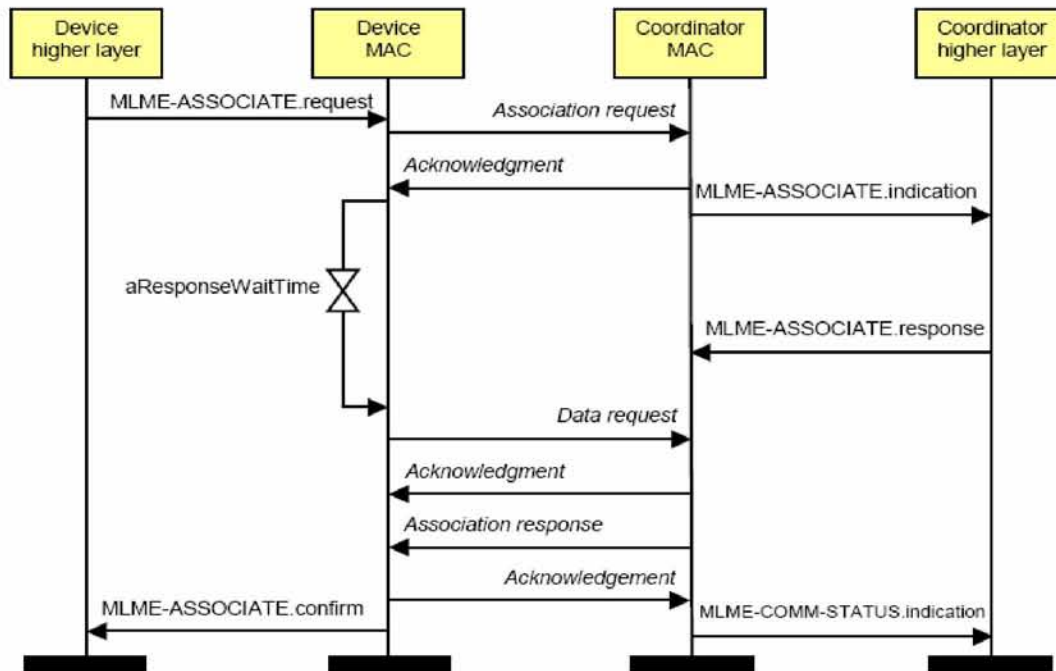 Device
higher layer
Device
MAC
Coordinator
MAC
Coordinator
higher layer
MLME-ASSOCIATE.request
Association request
Acknowledgment
MLME-ASSOCIATE.indication
aResponseWaitTime
MLME-ASSOCIATE.response
Data request
Acknowledgment
Association response
Acknowledgement
MLME-ASSOCIATE.confirm
MLME-COMM-STATUS.indication